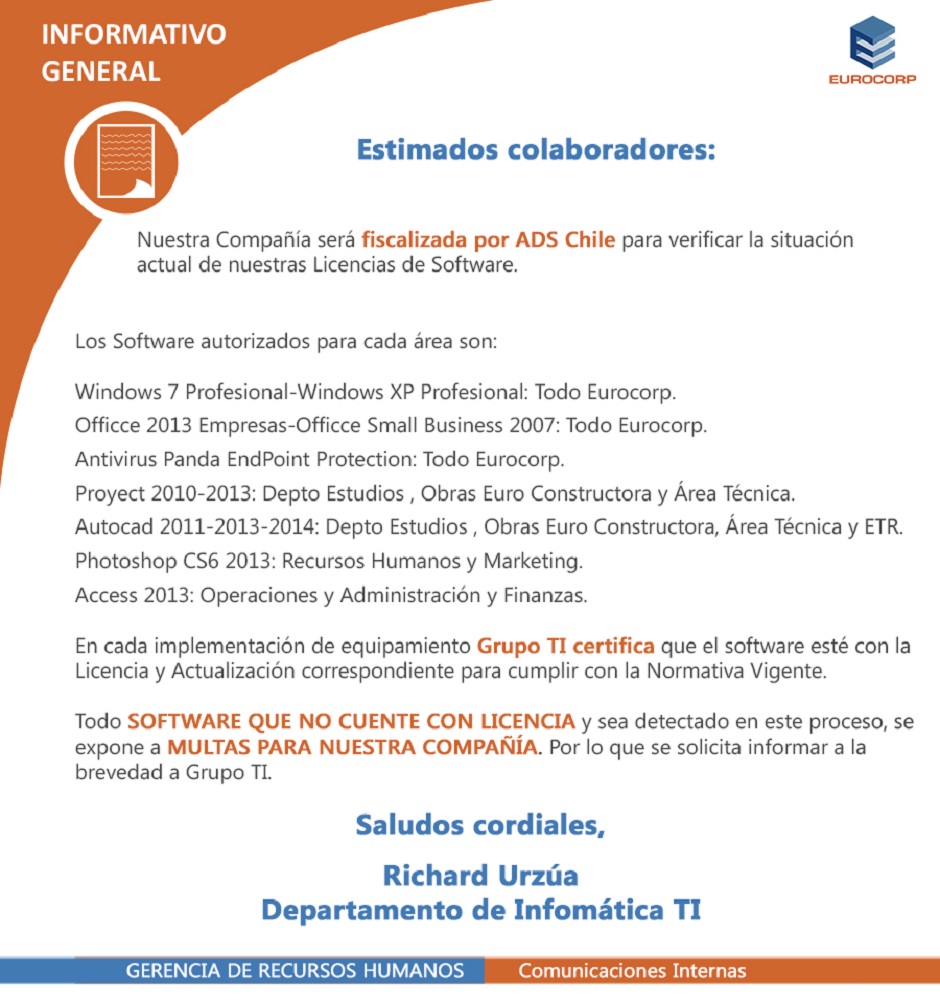 INFORMATIVO
GENERAL
EUROCORP
Estimados colaboradores:
Nuestra Compañía será fiscalizada por ADS Chile para verificar la situación
actual de nuestras Licencias de Software.
Los Software autorizados para cada área son:
Windows 7 Profesional-Windows XP Profesional: Todo Eurocorp.
Officce 2013 Empresas-Officce Small Business 2007: Todo Eurocorp.
Antivirus Panda EndPoint Protection: Todo Eurocorp.
Proyect 2010-2013: Depto Estudios , Obras Euro Constructora y Área Técnica.
Autocad 2011-2013-2014: Depto Estudios , Obras Euro Constructora, Área Técnica y ETR.
Photoshop CS6 2013: Recursos Humanos y Marketing.
Access 2013: Operaciones y Administración y Finanzas.
En cada implementación de equipamiento Grupo TI certifica que el software esté con la
Licencia y Actualización correspondiente para cumplir con la Normativa Vigente.
Todo SOFTWARE QUE NO CUENTE CON LICENCIA y sea detectado en este proceso, se
expone a MULTAS PARA NUESTRA COMPAÑÍA. Por lo que se solicita informar a la
brevedad a Grupo TI.
Saludos cordiales,
Richard Urzúa
Departamento de Infomática TI
GERENCIA DE RECURSOS HUMANOS
Comunicaciones Internas